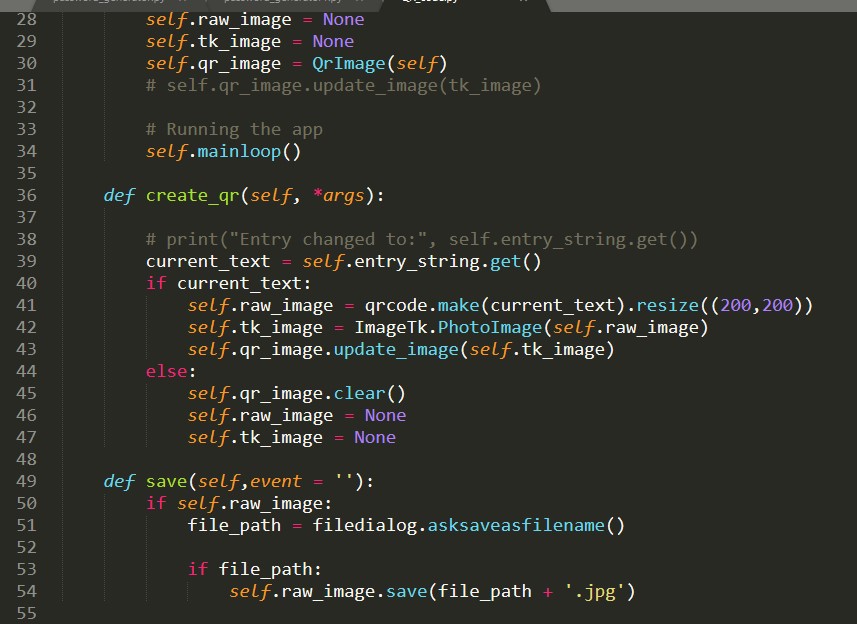 28 self.raw_image = None
29 self.tk_image = None
30 self.qr_image = QrImage(self)
31 # self.qr_image.update_image(tk_image)
32
33 # Running the app
34 self.mainloop()
35
36 def create_qr(self, *args):
37
38 # print("Entry changed to:", self.entry_string.get())
39 current_text = self.entry_string.get()
40 if current_text:
41 self.raw_image = qrcode.make(current_text).resize((200,200))
42 self.tk_image = ImageTk.PhotoImage(self.raw_image)
43 self.qr_image.update_image(self.tk_image)
44 else:
45 self.qr_image.clear()
46 self.raw_image = None
47 self.tk_image = None
48
49 def save(self,event = ''):
50 if self.raw_image:
51 file_path = filedialog.asksaveasfilename()
52
53 if file_path:
54 self.raw_image.save(file_path + '.jpg')
55